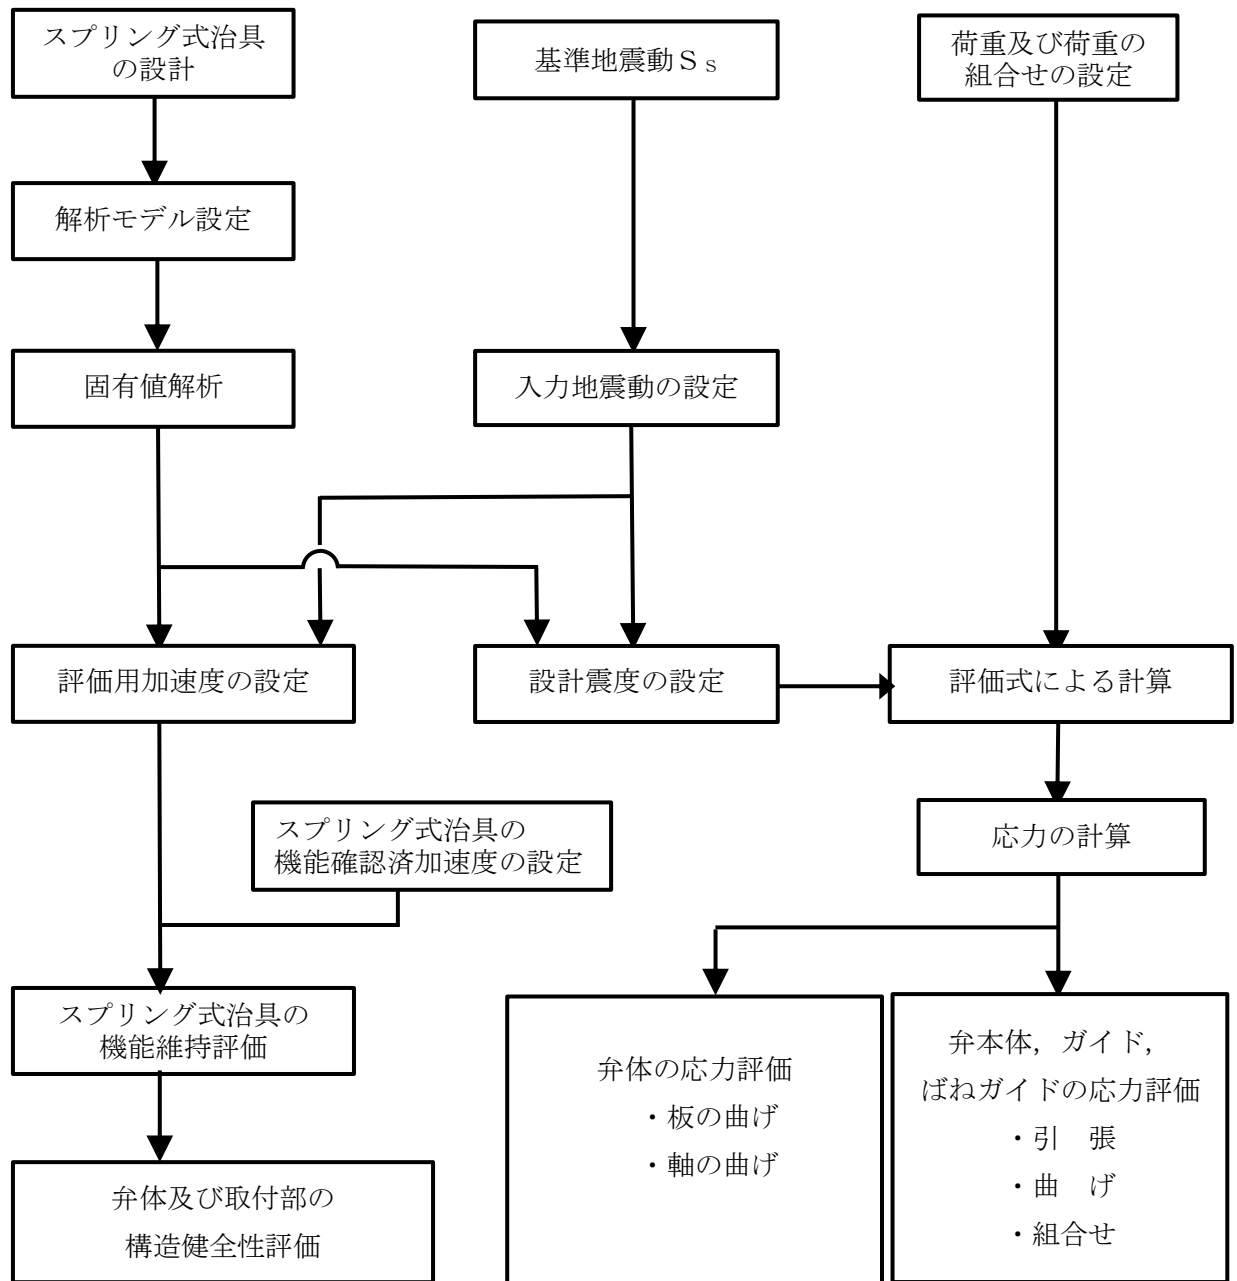 スプリング式治具
の設計
基準地震動Ｓs
荷重及び荷重の
組合せの設定
解析モデル設定
固有値解析
入力地震動の設定
評価用加速度の設定
設計震度の設定
評価式による計算
スプリング式治具の
機能確認済加速度の設定
応力の計算
スプリング式治具の
機能維持評価
弁体及び取付部の
構造健全性評価
弁体の応力評価
・板の曲げ
・軸の曲げ
弁本体，ガイド，
ばねガイドの応力評価
・引　張
・曲　げ
・組合せ